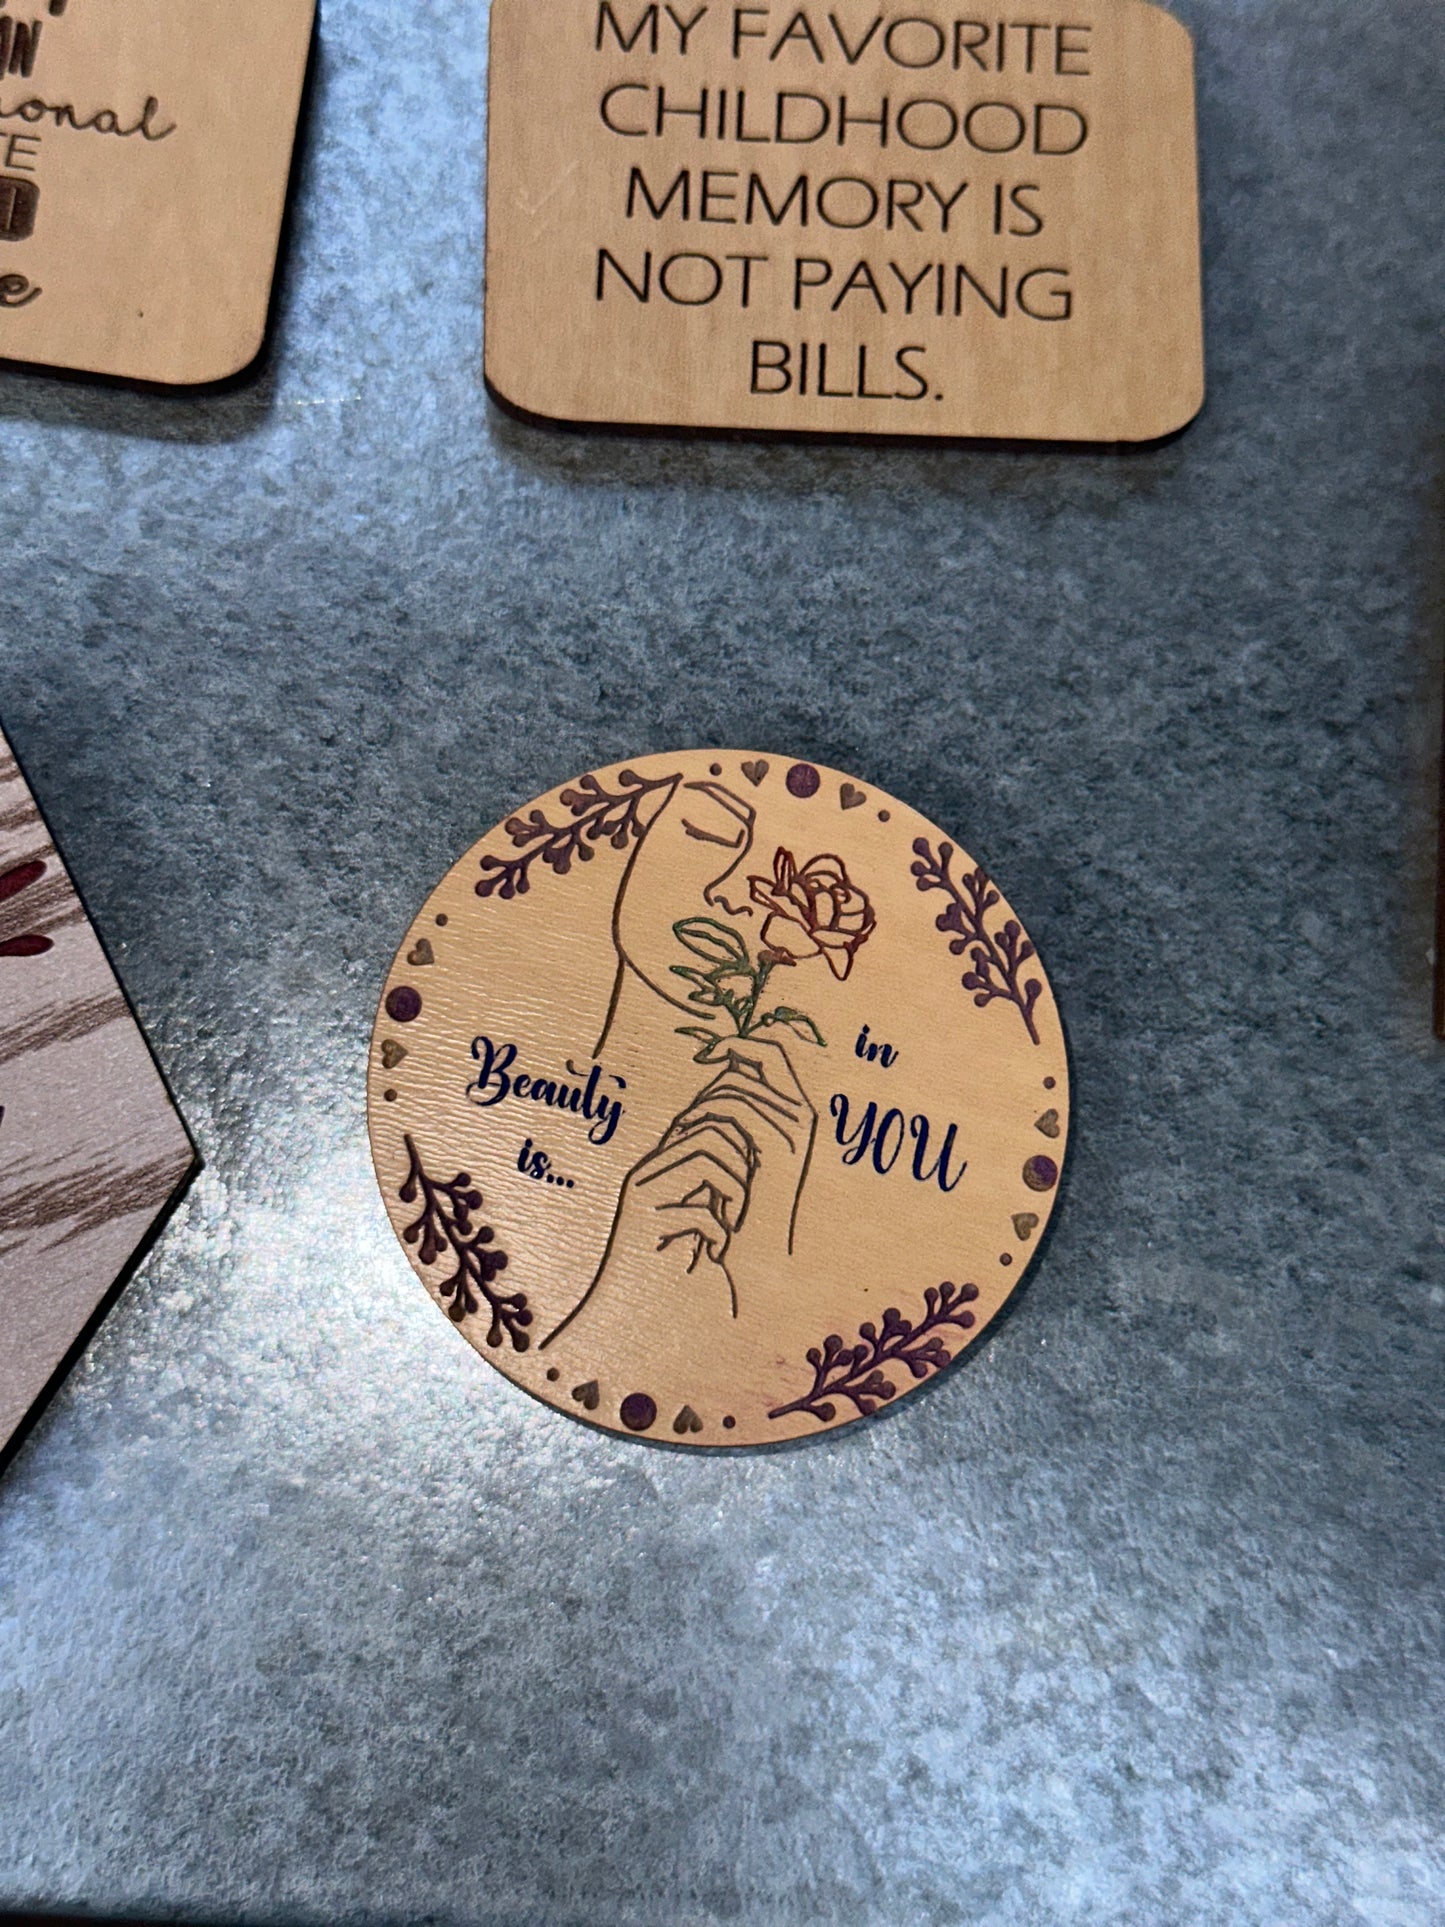 MY FAVORITE
CHILDHOOD
MEMORY IS
NOT PAYING
BILLS.
Beauty
is...
in
YOU